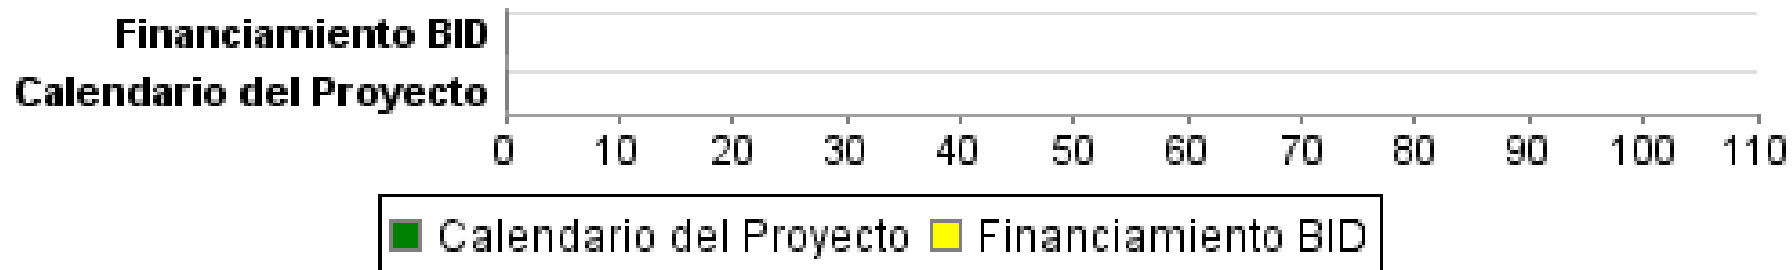 Financiamiento BID
Calendario del Proyecto
0 10 20 30 40 50 60 70 80 90 100 110
Calendario del Proyecto Financiamiento BID